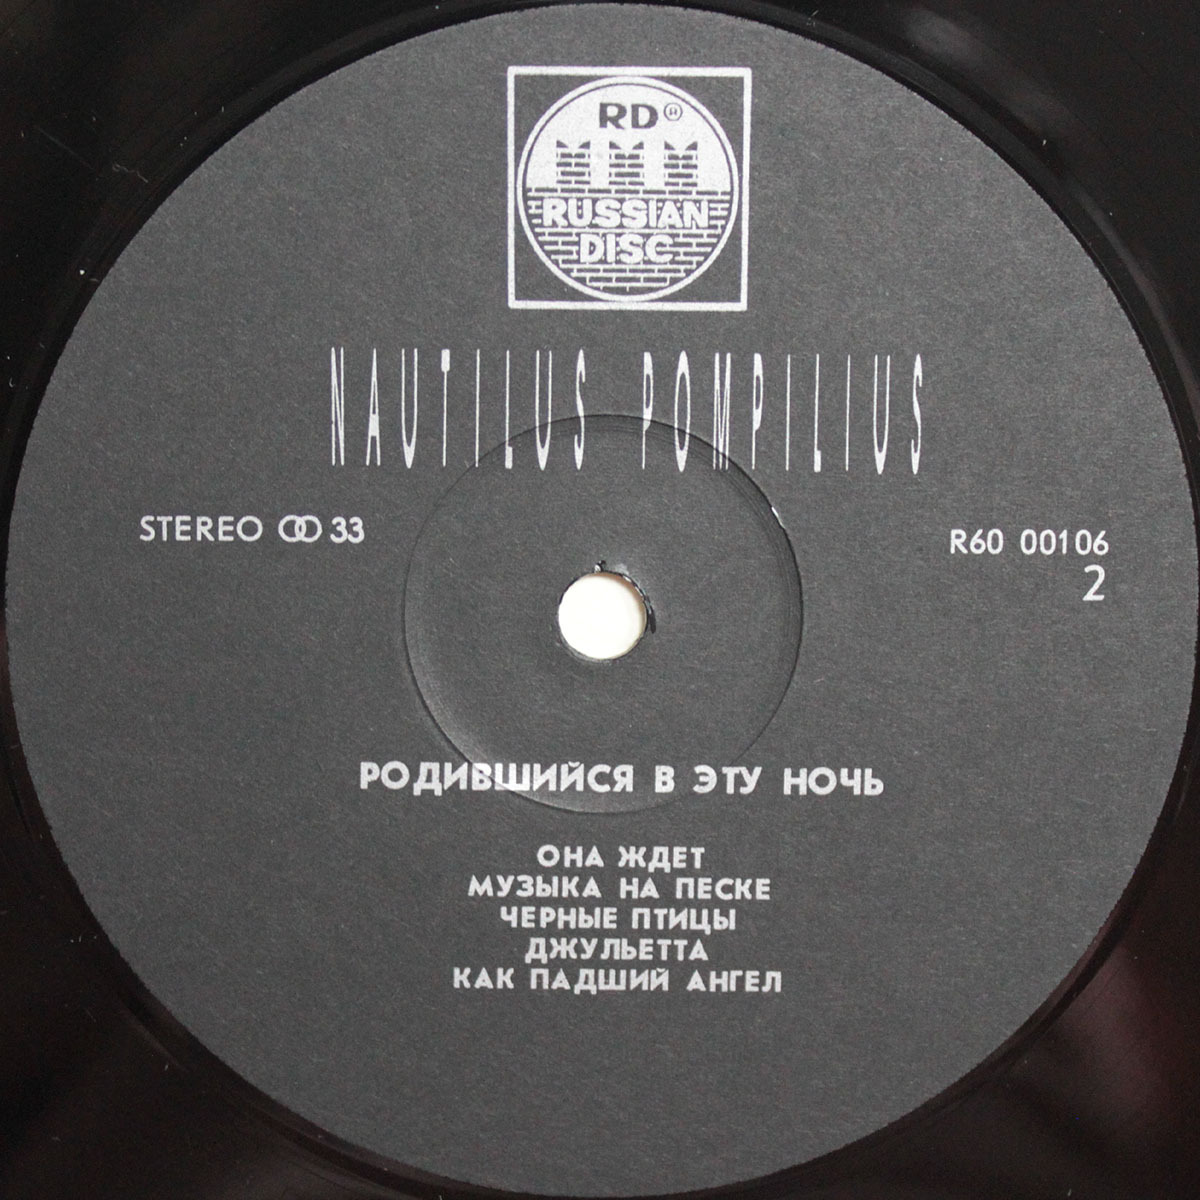 RD®
RUSSIAN
DISC
NAUTILUS POMPILIUS
STEREO 33
R60 00106
2
РОДИВШИЙСЯ В ЭТУ НОЧЬ
ОНА ЖДЕТ
МУЗЫКА НА ПЕСКЕ
ЧЕРНЫЕ ПТИЦЫ
ДЖУЛЬЕТТА
КАК ПАДШИЙ АНГЕЛ